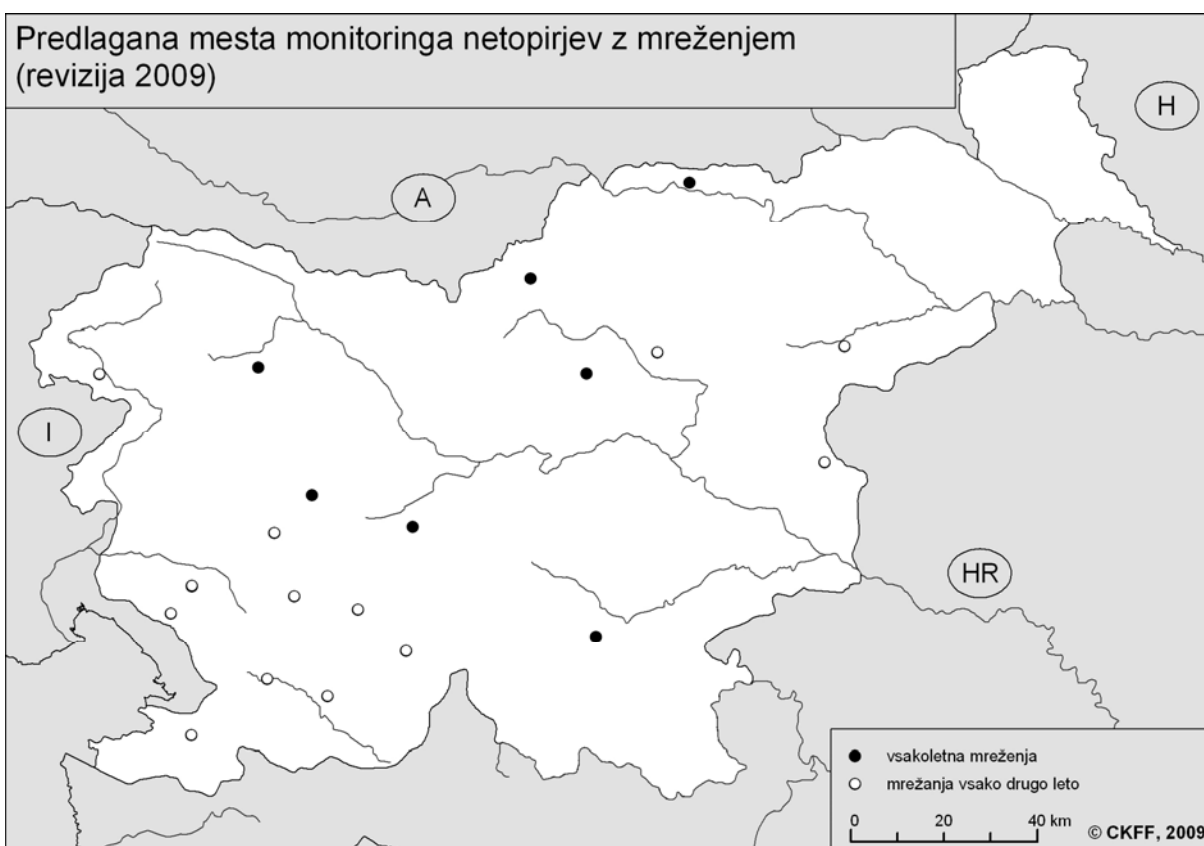 Predlagana mesta monitoringa netopirjev z mreženjem
(revizija 2009)
H
A
I
HR
vsakoletna mreženja
mrežanja vsako drugo leto
0 20 40 km
© CKFF, 2009